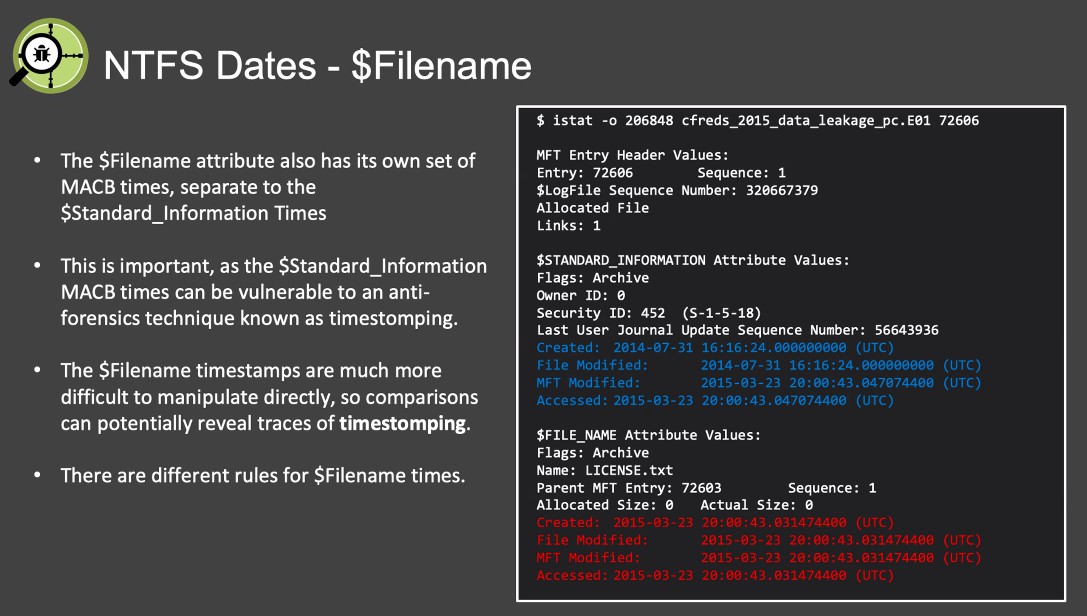 NTFS Dates - $Filename
• The $Filename attribute also has its own set of
MACB times, separate to the
$Standard_Information Times
• This is important, as the $Standard_Information
MACB times can be vulnerable to an anti-
forensics technique known as timestomping.
• The $Filename timestamps are much more
difficult to manipulate directly, so comparisons
can potentially reveal traces of timestomping.
• There are different rules for $Filename times.
$ istat -o 206848 cfreds_2015_data_leakage_pc.E01 72606
MFT Entry Header Values:
Entry: 72606        Sequence: 1
$LogFile Sequence Number: 320667379
Allocated File
Links: 1
$STANDARD_INFORMATION Attribute Values:
Flags: Archive
Owner ID: 0
Security ID: 452  (S-1-5-18)
Last User Journal Update Sequence Number: 56643936
Created:  2014-07-31 16:16:24.000000000 (UTC)
File Modified:      2014-07-31 16:16:24.000000000 (UTC)
MFT Modified:       2015-03-23 20:00:43.047074400 (UTC)
Accessed: 2015-03-23 20:00:43.047074400 (UTC)
$FILE_NAME Attribute Values:
Flags: Archive
Name: LICENSE.txt
Parent MFT Entry: 72603        Sequence: 1
Allocated Size: 0   Actual Size: 0
Created:  2015-03-23 20:00:43.031474400 (UTC)
File Modified:      2015-03-23 20:00:43.031474400 (UTC)
MFT Modified:       2015-03-23 20:00:43.031474400 (UTC)
Accessed: 2015-03-23 20:00:43.031474400 (UTC)